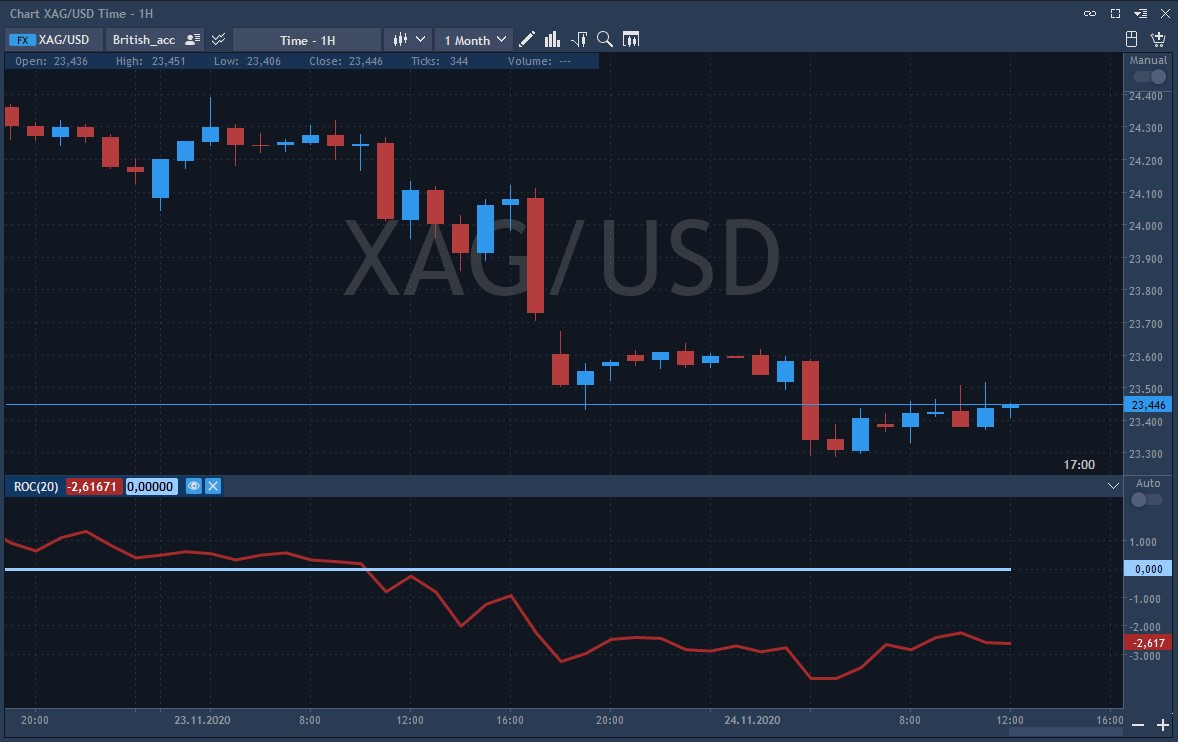 Chart XAG/USD Time - 1H
FX XAG/USD British_acc Time - 1H 1 Month
Open: 23,436 High: 23,451 Low: 23,406 Close: 23,446 Ticks: 344 Volume: ---
Manual
24.400
24.300
24.200
24.100
24.000
23.900
23.800
23.700
23.600
23.500
23,446
23.400
23.300
XAG/USD
17:00
ROC(20) -2,61671 0,00000
Auto
1.000
0,000
-1.000
-2.000
-2,617
-3.000
20:00 23.11.2020 8:00 12:00 16:00 20:00 24.11.2020 8:00 12:00 16:00